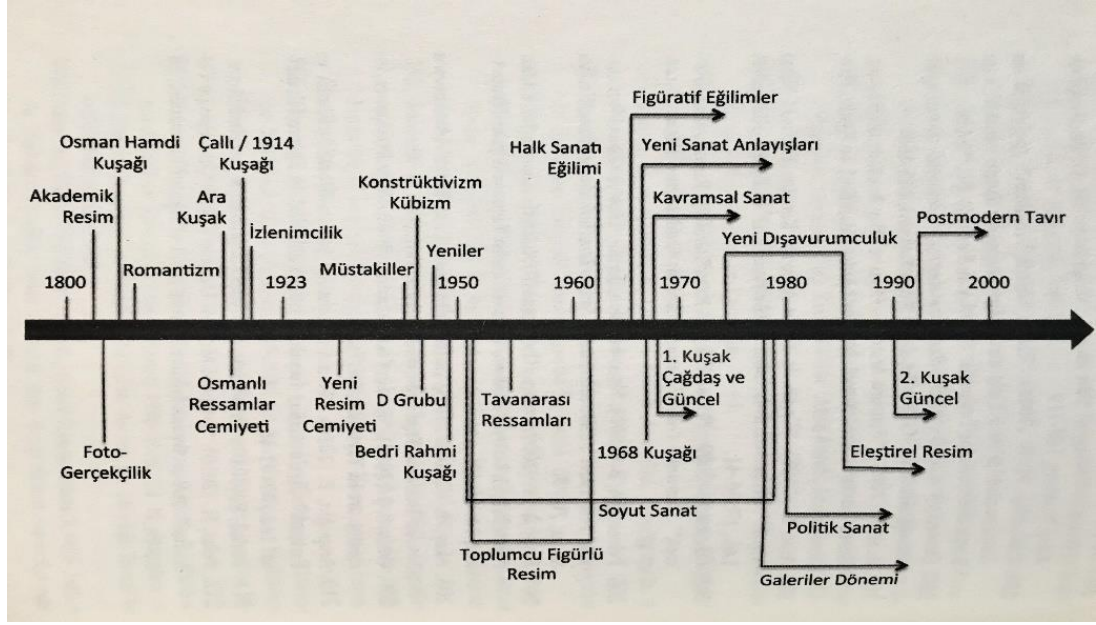 Figüratif Eğilimler
Osman Hamdi
Kuşağı
Çallı / 1914
Kuşağı
Halk Sanatı
Eğilimi
Yeni Sanat Anlayışları
Akademik
Resim
Ara
Kuşak
Konstrüktivizm
Kübizm
Kavramsal Sanat
İzlenimcilik
Postmodern Tavır
Romantizm
Müstakiller
Yeniler
Yeni Dışavurumculuk
1800
1923
1950
1960
1970
1980
1990
2000
Foto-
Gerçekçilik
Osmanlı
Ressamlar
Cemiyeti
Yeni
Resim
Cemiyeti
D Grubu
Bedri Rahmi
Kuşağı
Tavanarası
Ressamları
1. Kuşak
Çağdaş ve
Güncel
2. Kuşak
Güncel
1968 Kuşağı
Eleştirel Resim
Soyut Sanat
Politik Sanat
Toplumcu Figürlü
Resim
Galeriler Dönemi